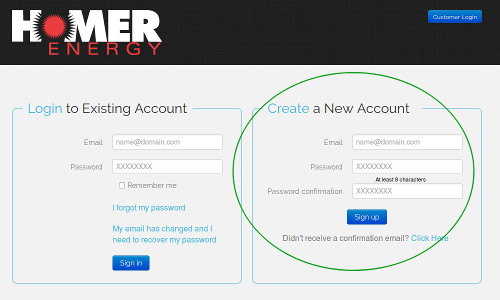 HOMER
ENERGY
Customer Login
Login to Existing Account
Email
name@domain.com
Password
XXXXXXXX
Remember me
I forgot my password
My email has changed and I
need to recover my password
Sign in
Create a New Account
Email
name@domain.com
Password
XXXXXXXX
At least 8 characters
Password confirmation
XXXXXXXX
Sign up
Didn't receive a confirmation email? Click Here